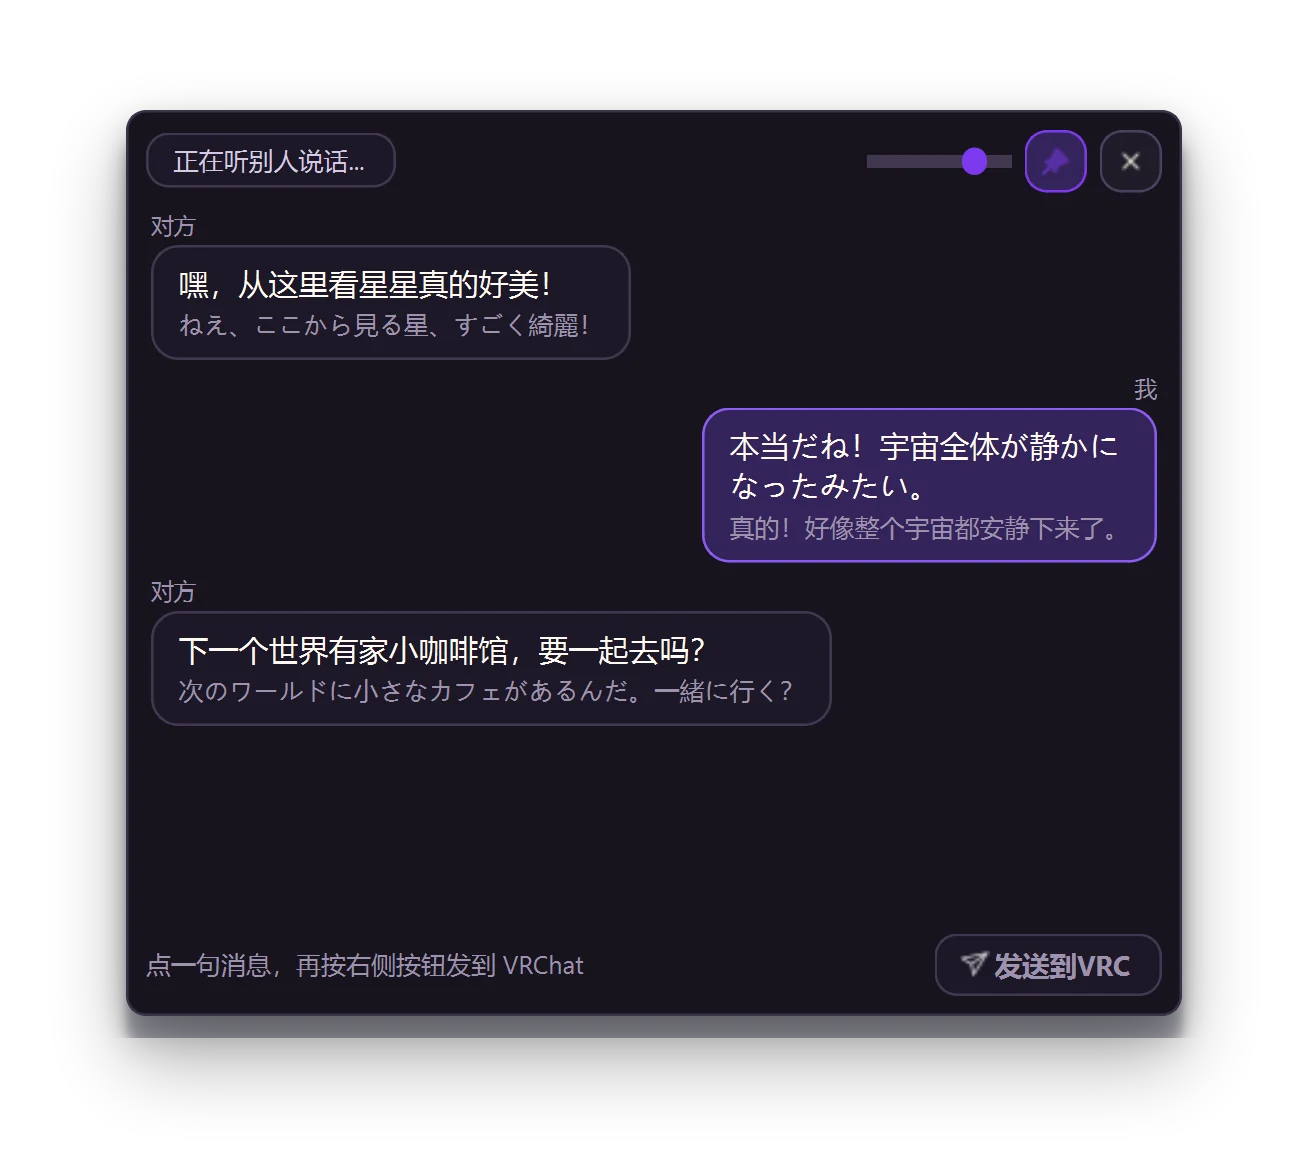 正在听别人说话...
对方
嘿，从这里看星星真的好美！
ねえ、ここから見る星、すごく綺麗！
我
本当だね！宇宙全体が静かに
なったみたい。
真的！好像整个宇宙都安静下来了。
对方
下一个世界有家小咖啡馆，要一起去吗？
次のワールドに小さなカフェがあるんだ。一緒に行く？
点一句消息，再按右侧按钮发到 VRChat
发送到VRC